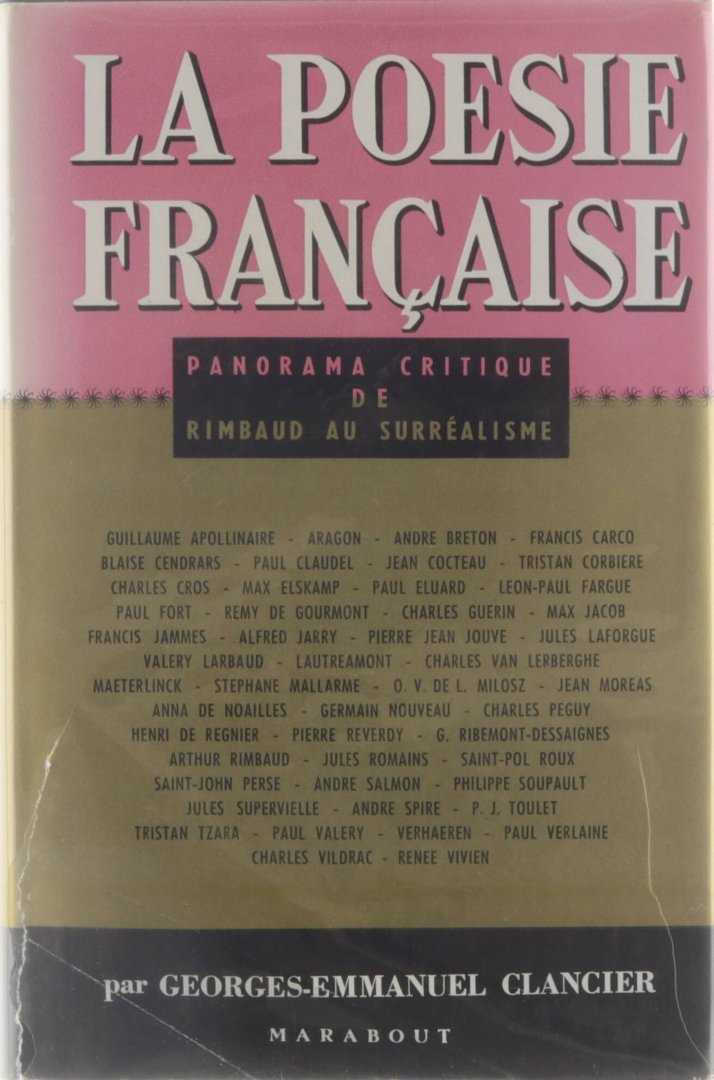 LA POESIE
FRANÇAISE
PANORAMA CRITIQUE
DE
RIMBAUD AU SURRÉALISME
GUILLAUME APOLLINAIRE - ARAGON - ANDRE BRETON - FRANCIS CARCO
BLAISE CENDRARS - PAUL CLAUDEL - JEAN COCTEAU - TRISTAN CORBIERE
CHARLES CROS - MAX ELSKAMP - PAUL ELUARD - LEON-PAUL FARGUE
PAUL FORT - REMY DE GOURMONT - CHARLES GUERIN - MAX JACOB
FRANCIS JAMMES - ALFRED JARRY - PIERRE JEAN JOUVE - JULES LAFORGUE
VALERY LARBAUD - LAUTREAMONT - CHARLES VAN LERBERGHE
MAETERLINCK - STEPHANE MALLARME - O. V. DE L. MILOSZ - JEAN MOREAS
ANNA DE NOAILLES - GERMAIN NOUVEAU - CHARLES PEGUY
HENRI DE REGNIER - PIERRE REVERDY - G. RIBEMONT-DESSAIGNES
ARTHUR RIMBAUD - JULES ROMAINS - SAINT-POL ROUX
SAINT-JOHN PERSE - ANDRE SALMON - PHILIPPE SOUPAULT
JULES SUPERVIELLE - ANDRE SPIRE - P. J. TOULET
TRISTAN TZARA - PAUL VALERY - VERHAEREN - PAUL VERLAINE
CHARLES VILDRAC - RENEE VIVIEN
par GEORGES-EMMANUEL CLANCIER
MARABOUT